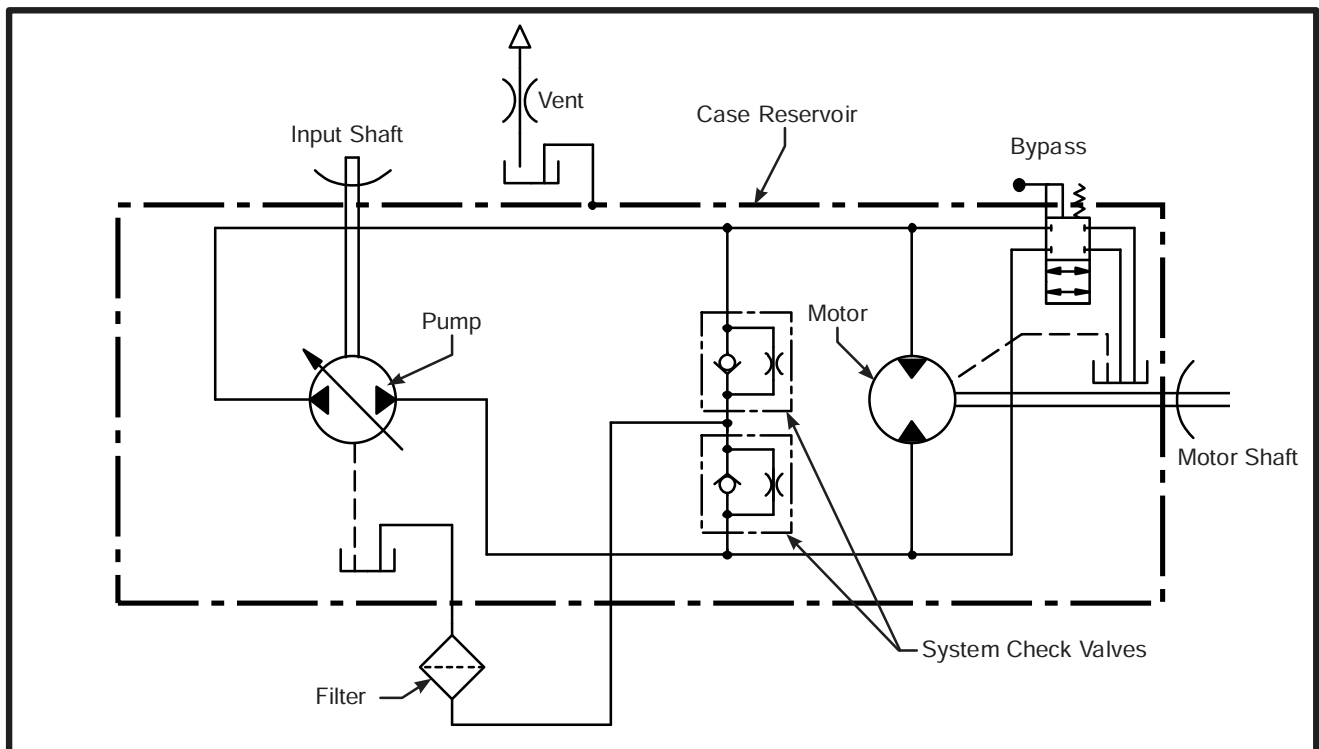 Vent
Case Reservoir
Input Shaft
Bypass
Pump
Motor
Motor Shaft
System Check Valves
Filter